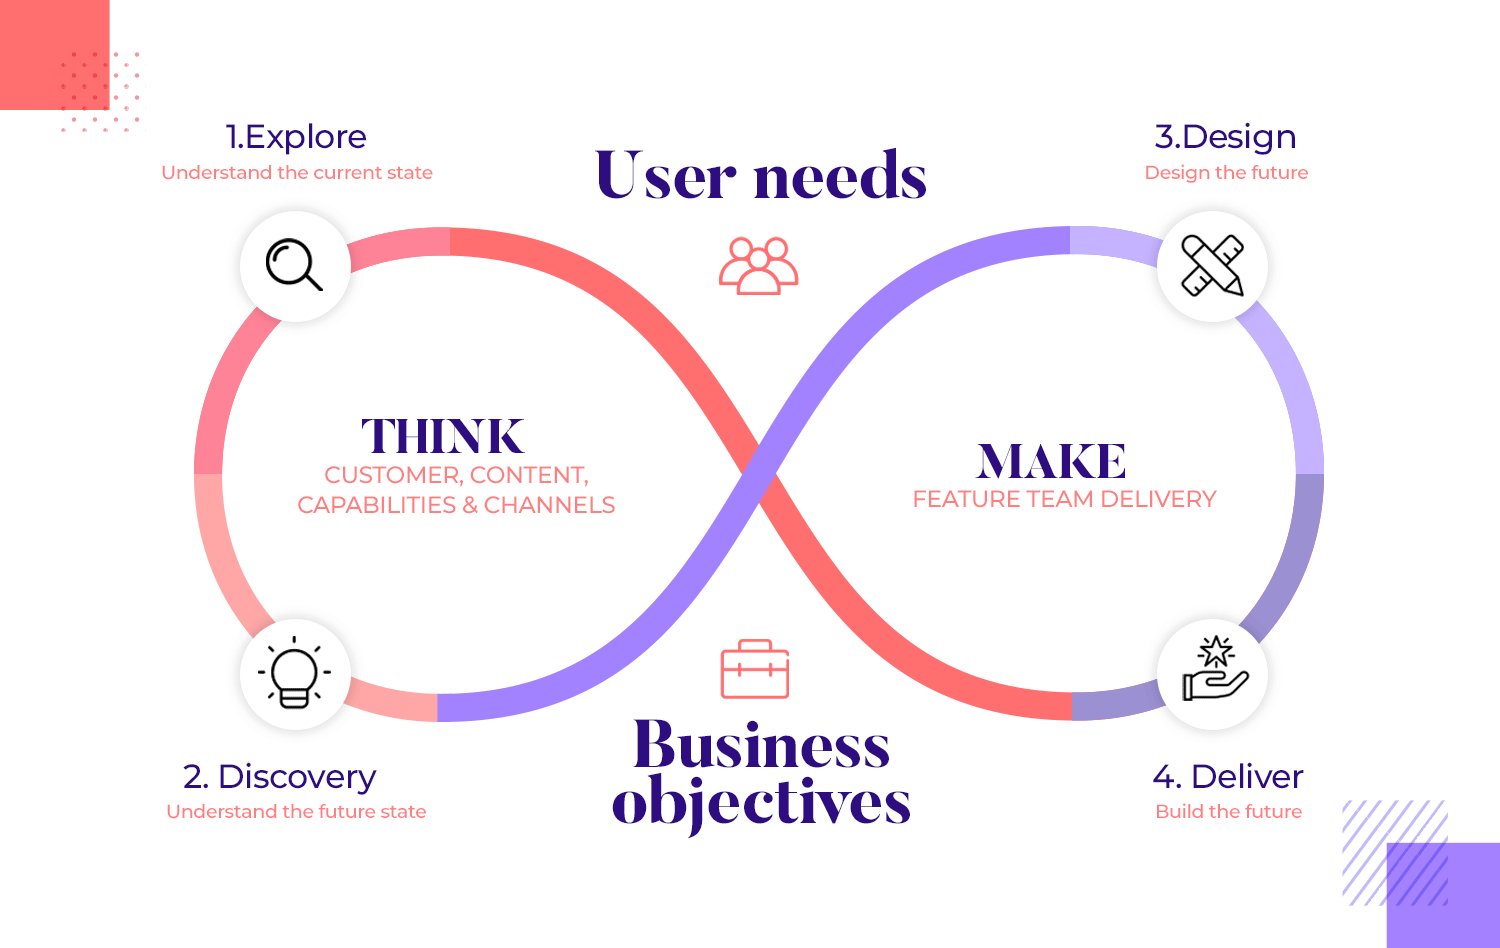 1.Explore
Understand the current state
User needs
3.Design
Design the future
THINK
CUSTOMER, CONTENT,
CAPABILITIES & CHANNELS
MAKE
FEATURE TEAM DELIVERY
2. Discovery
Understand the future state
Business
objectives
4. Deliver
Build the future